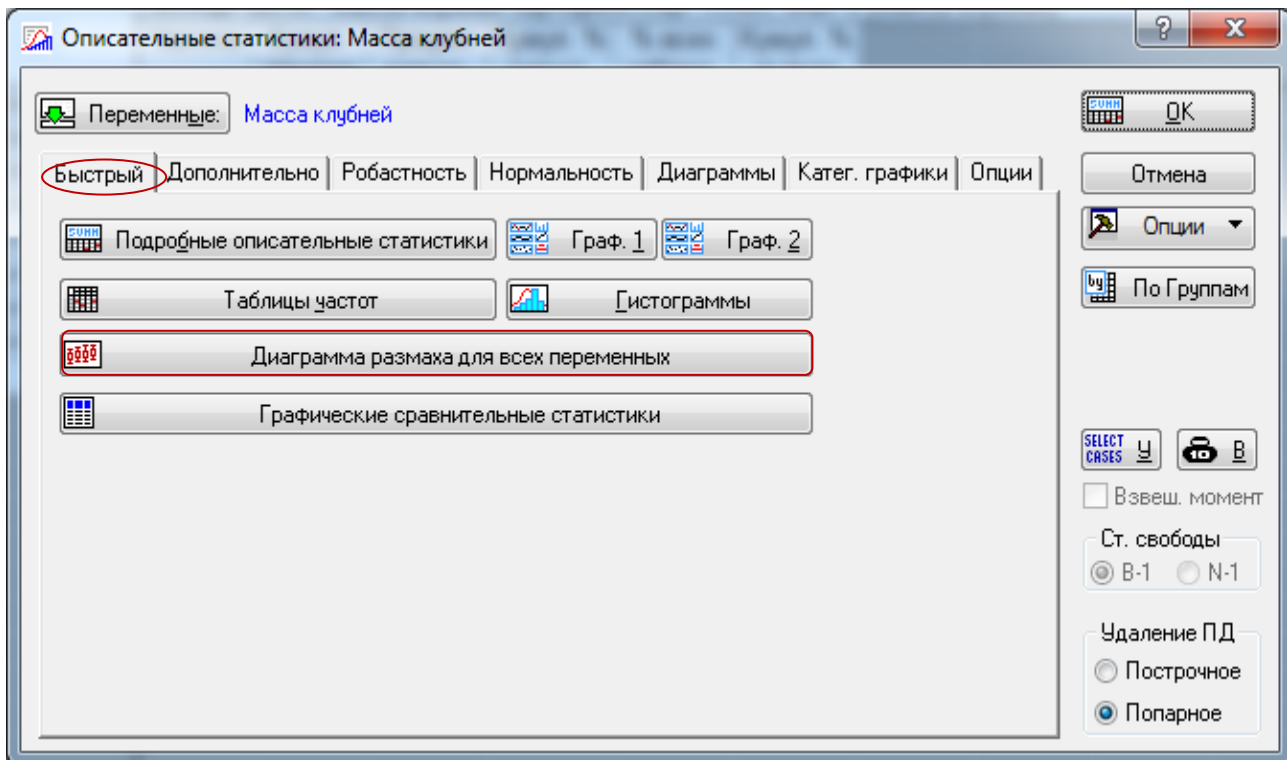 Описательные статистики: Масса клубней
Переменные: Масса клубней
Быстрый Дополнительно Робастность Нормальность Диаграммы Катег. графики Опции
Подробные описательные статистики Граф. 1 Граф. 2
Таблицы частот Гистограммы
Диаграмма размаха для всех переменных
Графические сравнительные статистики
OK
Отмена
Опции
По Группам
SELECT CASES У В
Взвеш. момент
Ст. свободы
В-1 N-1
Удаление ПД
Построчное
Попарное